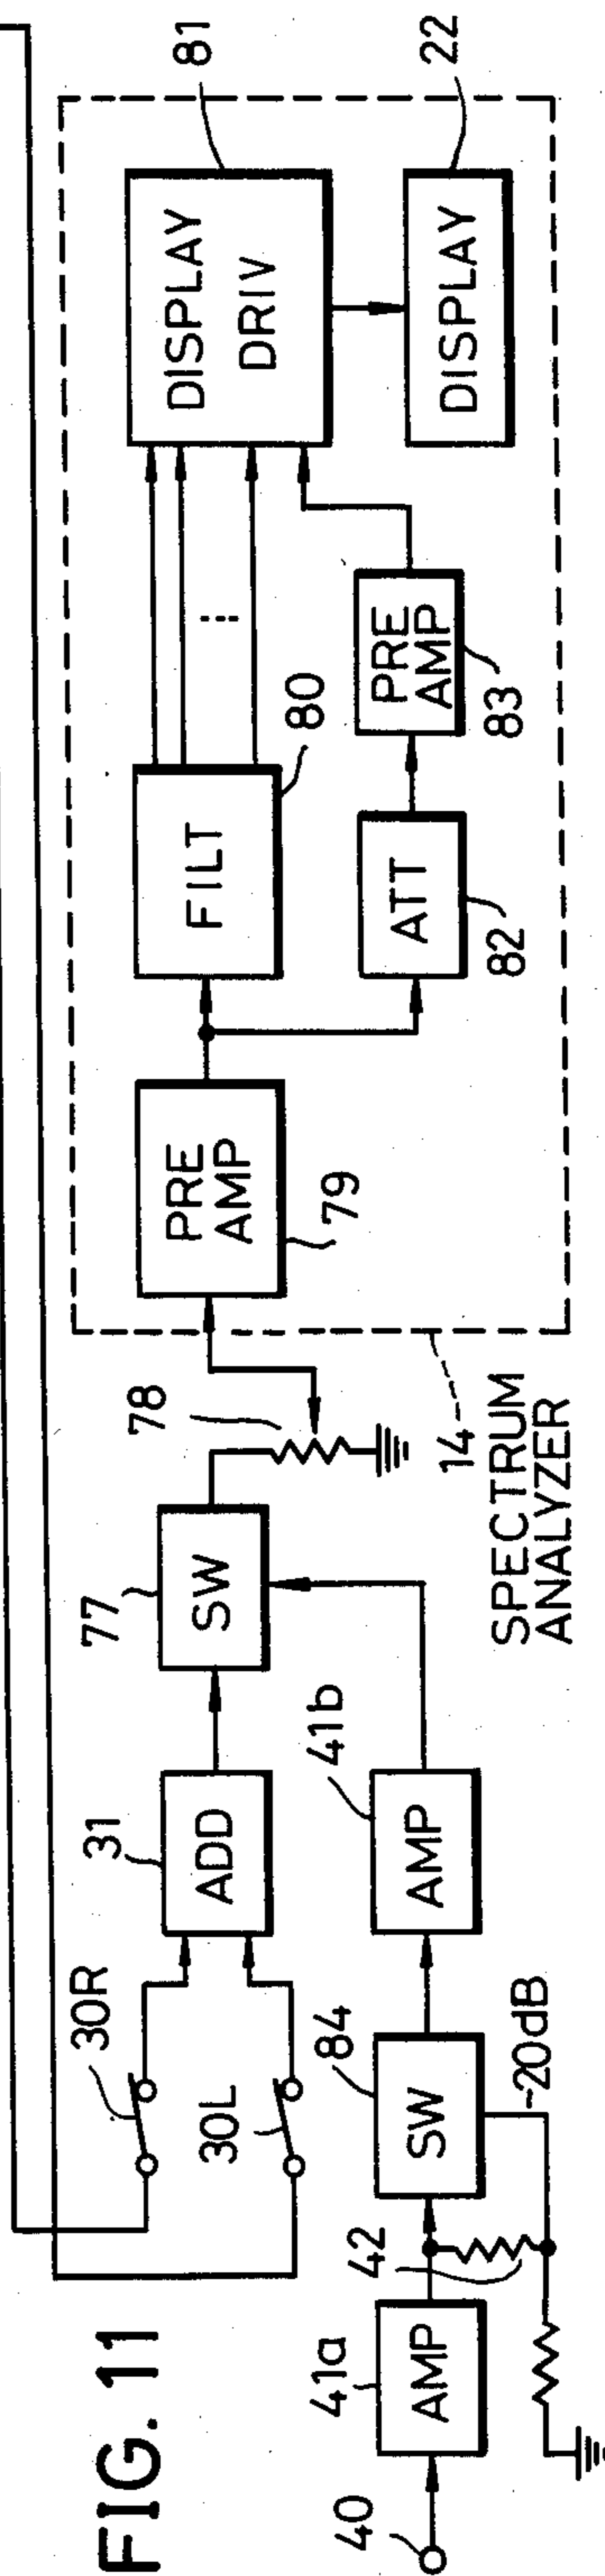 FIG. 11
30R
30L
31
ADD
77
SW
78
40
41a
AMP
42
84
SW
-20dB
41b
AMP
14
SPECTRUM
ANALYZER
PRE
AMP
79
FILT
80
ATT
82
PRE
AMP
83
DISPLAY
DRIV
81
DISPLAY
22